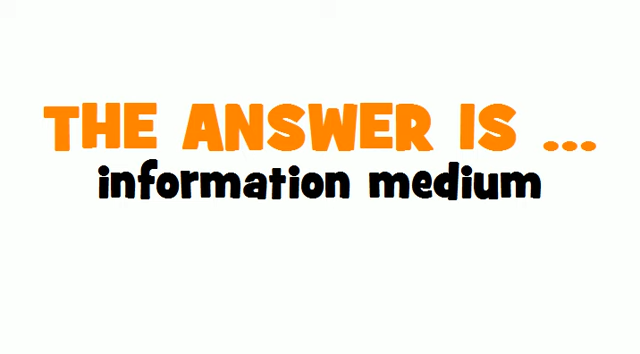 THE ANSWER IS ...
information medium